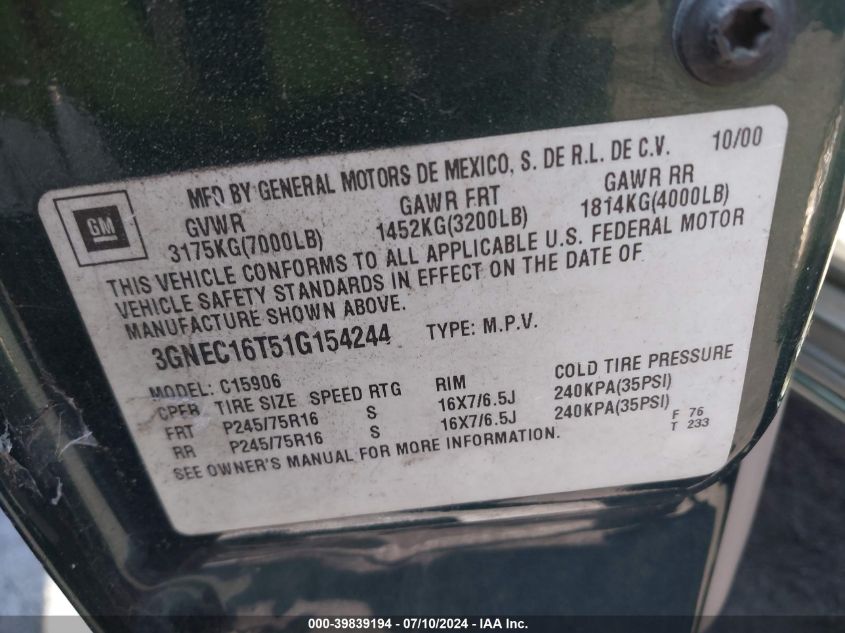 MFD BY GENERAL MOTORS DE MEXICO, S. DE R.L. DE C.V. 10/00
GM
GVWR GAWR FRT GAWR RR
3175KG(7000LB) 1452KG(3200LB) 1814KG(4000LB)
THIS VEHICLE CONFORMS TO ALL APPLICABLE U.S. FEDERAL MOTOR
VEHICLE SAFETY STANDARDS IN EFFECT ON THE DATE OF
MANUFACTURE SHOWN ABOVE.
3GNEC16T51G154244 TYPE: M.P.V.
MODEL: C15906
CPFR TIRE SIZE SPEED RTG RIM COLD TIRE PRESSURE
FRT P245/75R16 S 16X7/6.5J 240KPA(35PSI)
RR P245/75R16 S 16X7/6.5J 240KPA(35PSI)
SEE OWNER'S MANUAL FOR MORE INFORMATION.
F 76
T 233
000-39839194 - 07/10/2024 - IAA, Inc.